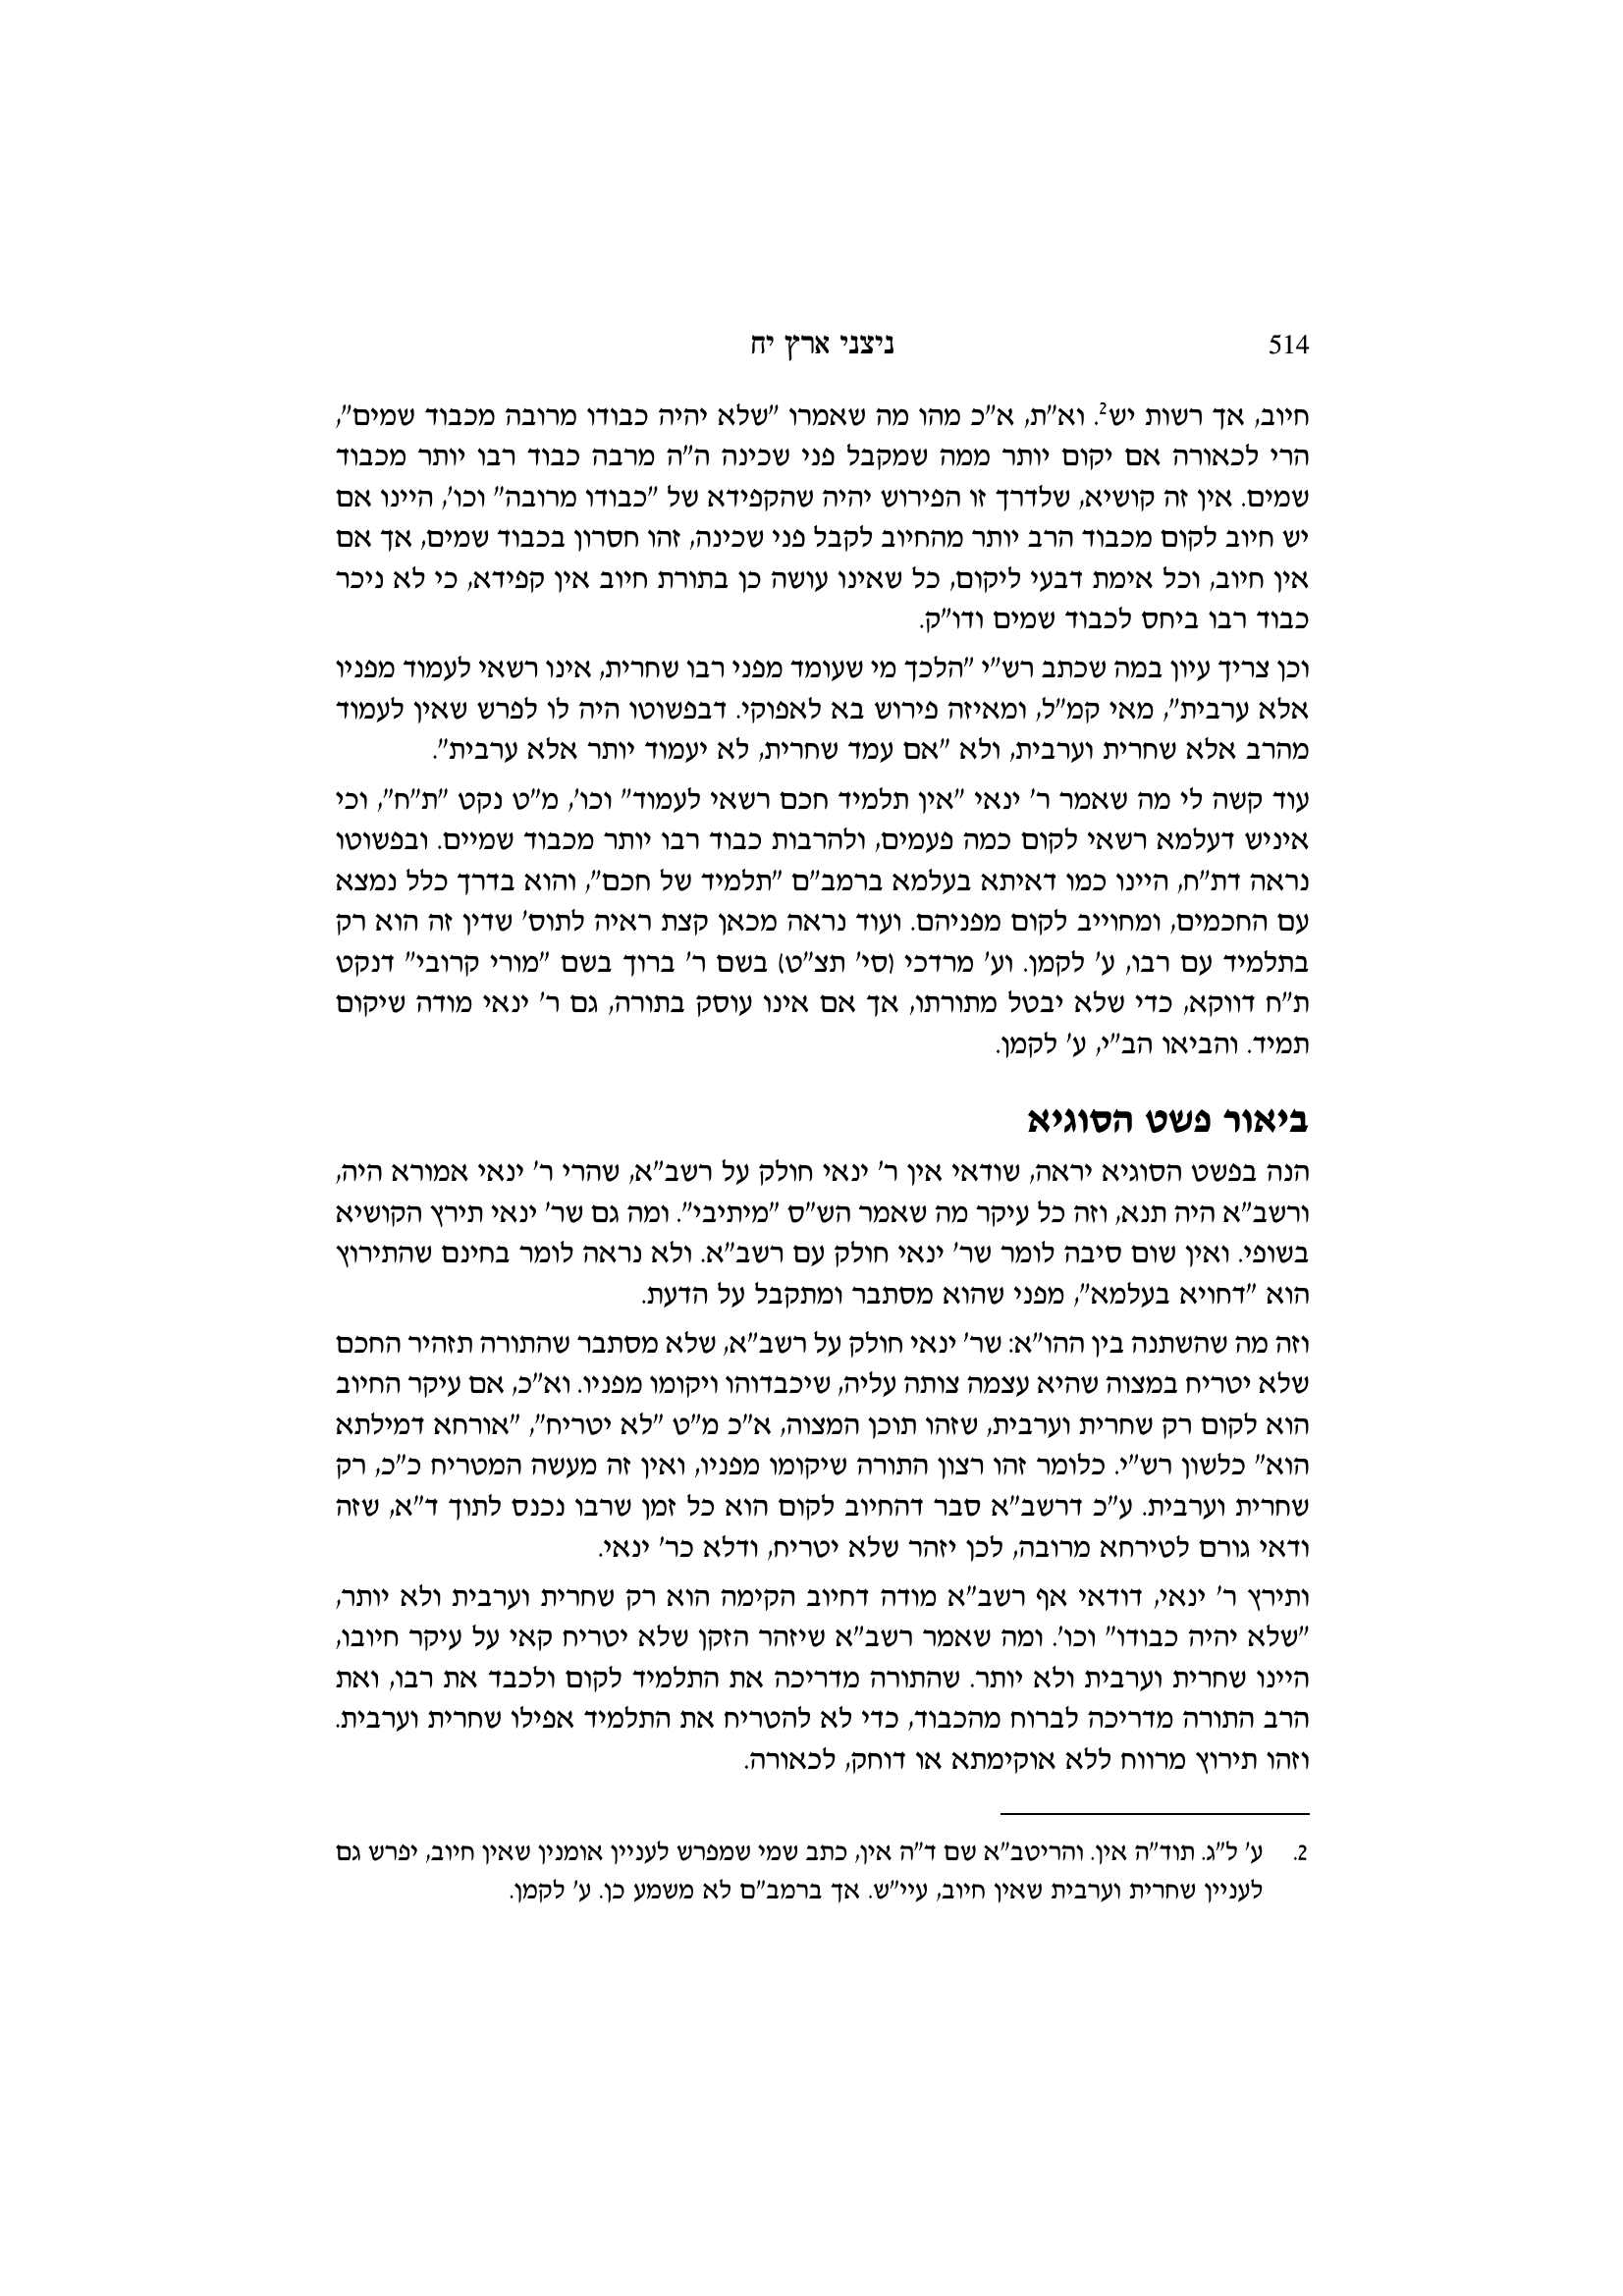 514 ניצני ארץ יח
חיוב, אך רשות יש2. וא"ת, א"כ מהו מה שאמרו "שלא יהיה כבודו מרובה מכבוד שמים",
הרי לכאורה אם יקום יותר ממה שמקבל פני שכינה ה"ה מרבה כבוד רבו יותר מכבוד
שמים. אין זה קושיא, שלדרך זו הפירוש יהיה שהקפידא של "כבודו מרובה" וכו', היינו אם
יש חיוב לקום מכבוד הרב יותר מהחיוב לקבל פני שכינה, זהו חסרון בכבוד שמים, אך אם
אין חיוב, וכל אימת דבעי ליקום, כל שאינו עושה כן בתורת חיוב אין קפידא, כי לא ניכר
כבוד רבו ביחס לכבוד שמים ודו"ק.
וכן צריך עיון במה שכתב רש"י "הלכך מי שעומד מפני רבו שחרית, אינו רשאי לעמוד מפניו
אלא ערבית", מאי קמ"ל, ומאיזה פירוש בא לאפוקי. דבפשוטו היה לו לפרש שאין לעמוד
מהרב אלא שחרית וערבית, ולא "אם עמד שחרית, לא יעמוד יותר אלא ערבית".
עוד קשה לי מה שאמר ר' ינאי "אין תלמיד חכם רשאי לעמוד" וכו', מ"ט נקט "ת"ח", וכי
איניש דעלמא רשאי לקום כמה פעמים, ולהרבות כבוד רבו יותר מכבוד שמיים. ובפשוטו
נראה דת"ח, היינו כמו דאיתא בעלמא ברמב"ם "תלמיד של חכם", והוא בדרך כלל נמצא
עם החכמים, ומחוייב לקום מפניהם. ועוד נראה מכאן קצת ראיה לתוס' שדין זה הוא רק
בתלמיד עם רבו, ע' לקמן. וע' מרדכי (סי' תצ"ט) בשם ר' ברוך בשם "מורי קרובי" דנקט
ת"ח דווקא, כדי שלא יבטל מתורתו, אך אם אינו עוסק בתורה, גם ר' ינאי מודה שיקום
תמיד. והביאו הב"י, ע' לקמן.
ביאור פשט הסוגיא
הנה בפשט הסוגיא יראה, שודאי אין ר' ינאי חולק על רשב"א, שהרי ר' ינאי אמורא היה,
ורשב"א היה תנא, וזה כל עיקר מה שאמר הש"ס "מיתיבי". ומה גם שר' ינאי תירץ הקושיא
בשופי. ואין שום סיבה לומר שר' ינאי חולק עם רשב"א. ולא נראה לומר בחינם שהתירוץ
הוא "דחויא בעלמא", מפני שהוא מסתבר ומתקבל על הדעת.
וזה מה שהשתנה בין ההו"א: שר' ינאי חולק על רשב"א, שלא מסתבר שהתורה תזהיר החכם
שלא יטריח במצוה שהיא עצמה צותה עליה, שיכבדוהו ויקומו מפניו. וא"כ, אם עיקר החיוב
הוא לקום רק שחרית וערבית, שזהו תוכן המצוה, א"כ מ"ט "לא יטריח", "אורחא דמילתא
הוא" כלשון רש"י. כלומר זהו רצון התורה שיקומו מפניו, ואין זה מעשה המטריח כ"כ, רק
שחרית וערבית. ע"כ דרשב"א סבר דהחיוב לקום הוא כל זמן שרבו נכנס לתוך ד"א, שזה
ודאי גורם לטירחא מרובה, לכן יזהר שלא יטריח, ודלא כר' ינאי.
ותירץ ר' ינאי, דודאי אף רשב"א מודה דחיוב הקימה הוא רק שחרית וערבית ולא יותר,
"שלא יהיה כבודו" וכו'. ומה שאמר רשב"א שיזהר הזקן שלא יטריח קאי על עיקר חיובו,
היינו שחרית וערבית ולא יותר. שהתורה מדריכה את התלמיד לקום ולכבד את רבו, ואת
הרב התורה מדריכה לברוח מהכבוד, כדי לא להטריח את התלמיד אפילו שחרית וערבית.
וזהו תירוץ מרווח ללא אוקימתא או דוחק, לכאורה.
2. ע' ל"ג. תוד"ה אין. והריטב"א שם ד"ה אין, כתב שמי שמפרש לעניין אומנין שאין חיוב, יפרש גם
לעניין שחרית וערבית שאין חיוב, עיי"ש. אך ברמב"ם לא משמע כן. ע' לקמן.